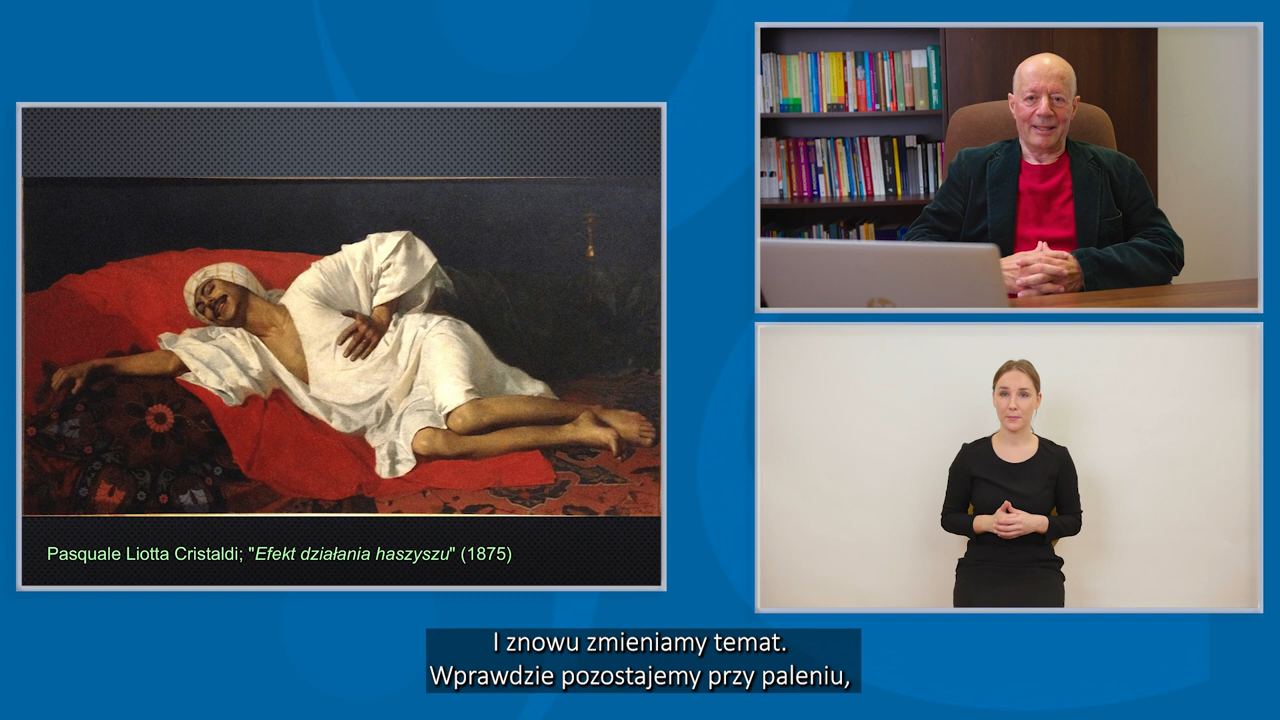 Pasquale Liotta Cristaldi; "Efekt działania haszyszu" (1875)
I znowu zmieniamy temat.
Wprawdzie pozostajemy przy paleniu,